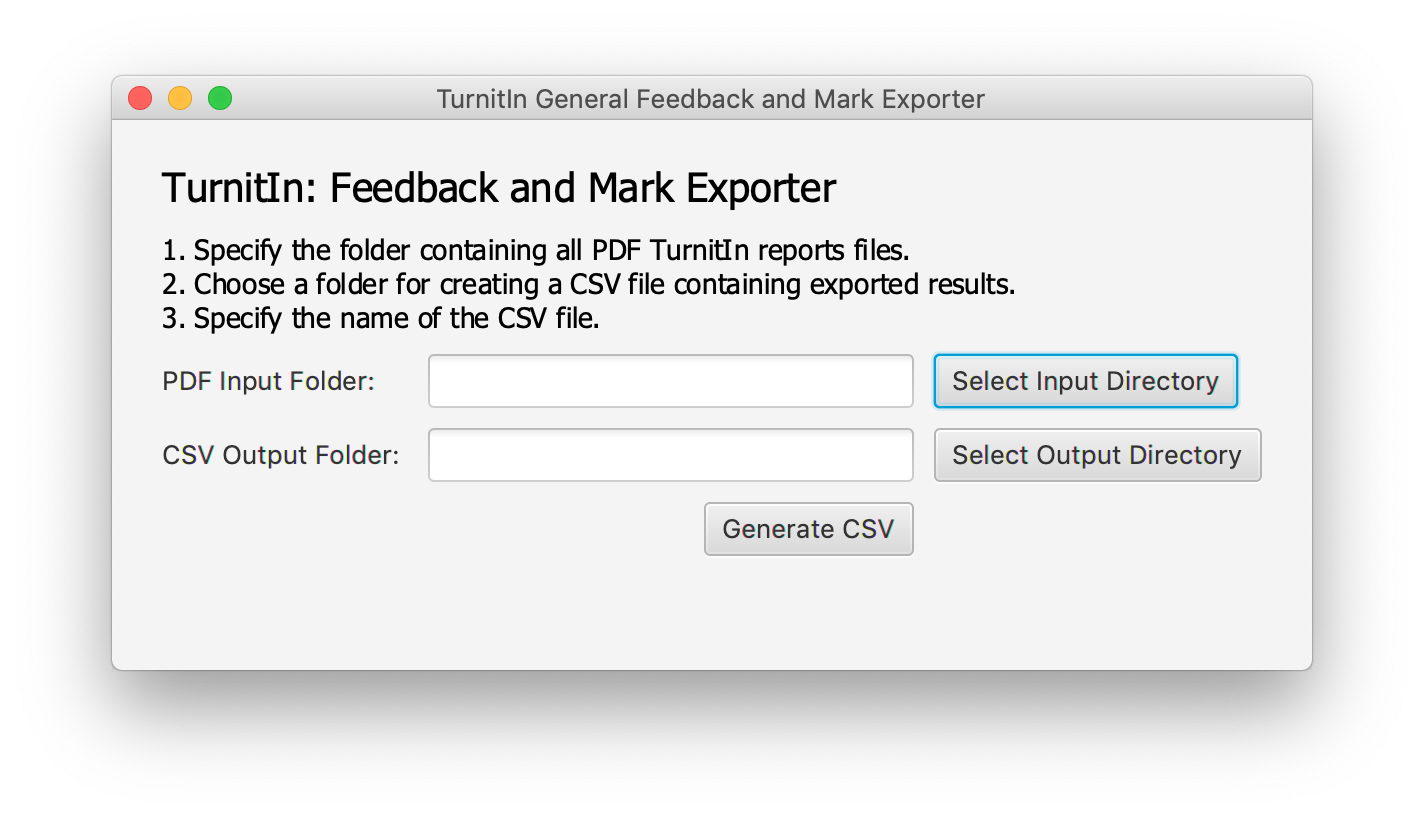 TurnitIn General Feedback and Mark Exporter
TurnitIn: Feedback and Mark Exporter
1. Specify the folder containing all PDF TurnitIn reports files.
2. Choose a folder for creating a CSV file containing exported results.
3. Specify the name of the CSV file.
PDF Input Folder: Select Input Directory
CSV Output Folder: Select Output Directory
Generate CSV